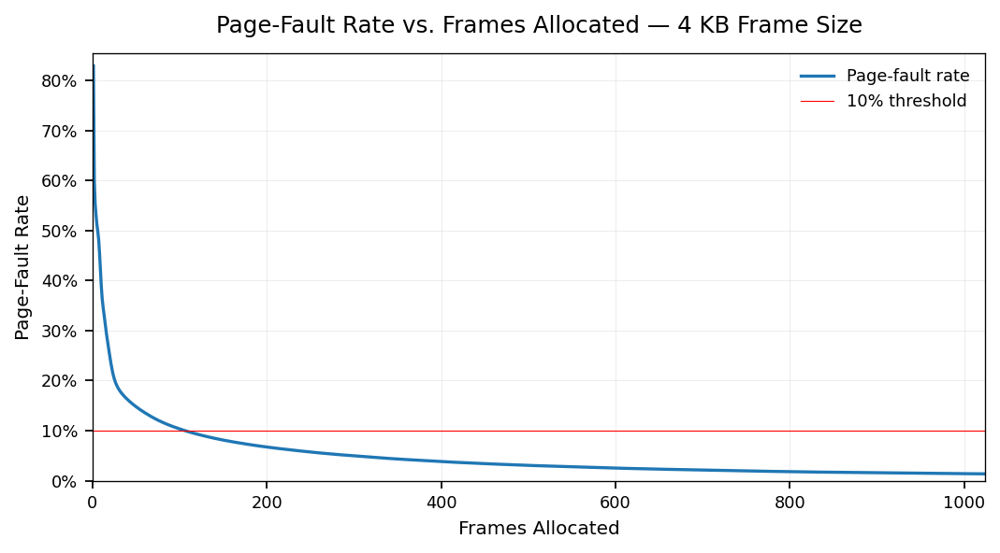 Page-Fault Rate vs. Frames Allocated — 4 KB Frame Size
Page-fault rate
10% threshold
80%
70%
60%
50%
40%
30%
20%
10%
0%
Page-Fault Rate
0 200 400 600 800 1000
Frames Allocated